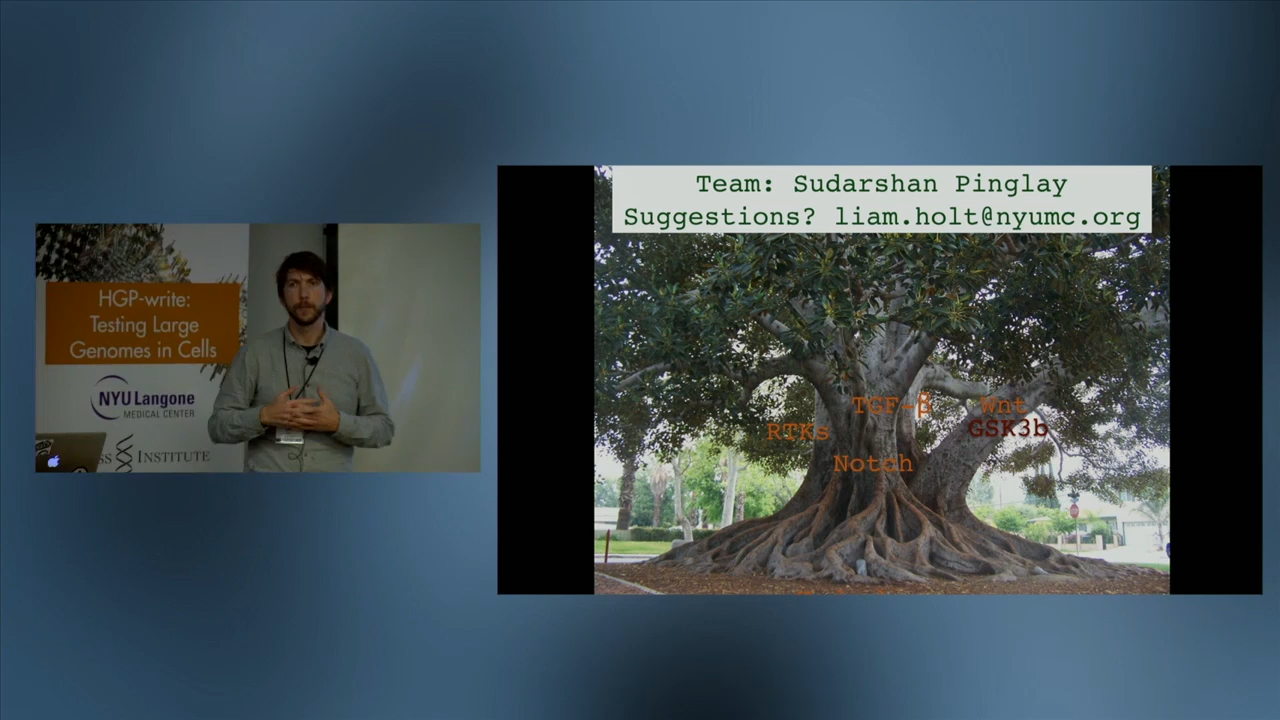 HGP-write:
Testing Large
Genomes in Cells
NYU Langone
MEDICAL CENTER
SS INSTITUTE
Team: Sudarshan Pinglay
Suggestions? liam.holt@nyumc.org
TGF-β
Wnt
RTKs
GSK3b
Notch